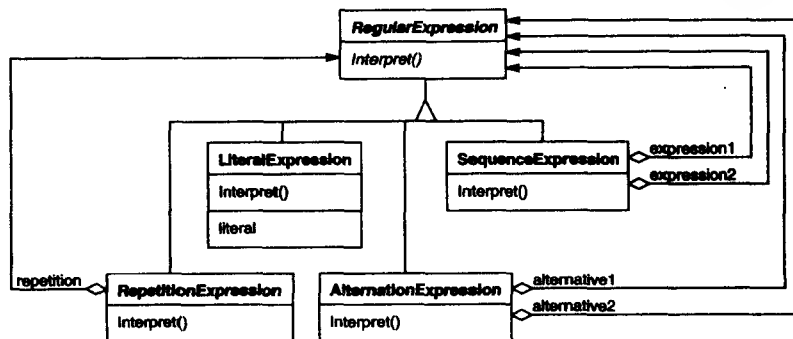 RegularExpression
Interpret()
LiteralExpression
Interpret()
literal
SequenceExpression
Interpret()
expression1
expression2
repetition
RepetitionExpression
Interpret()
AlternationExpression
Interpret()
alternative1
alternative2